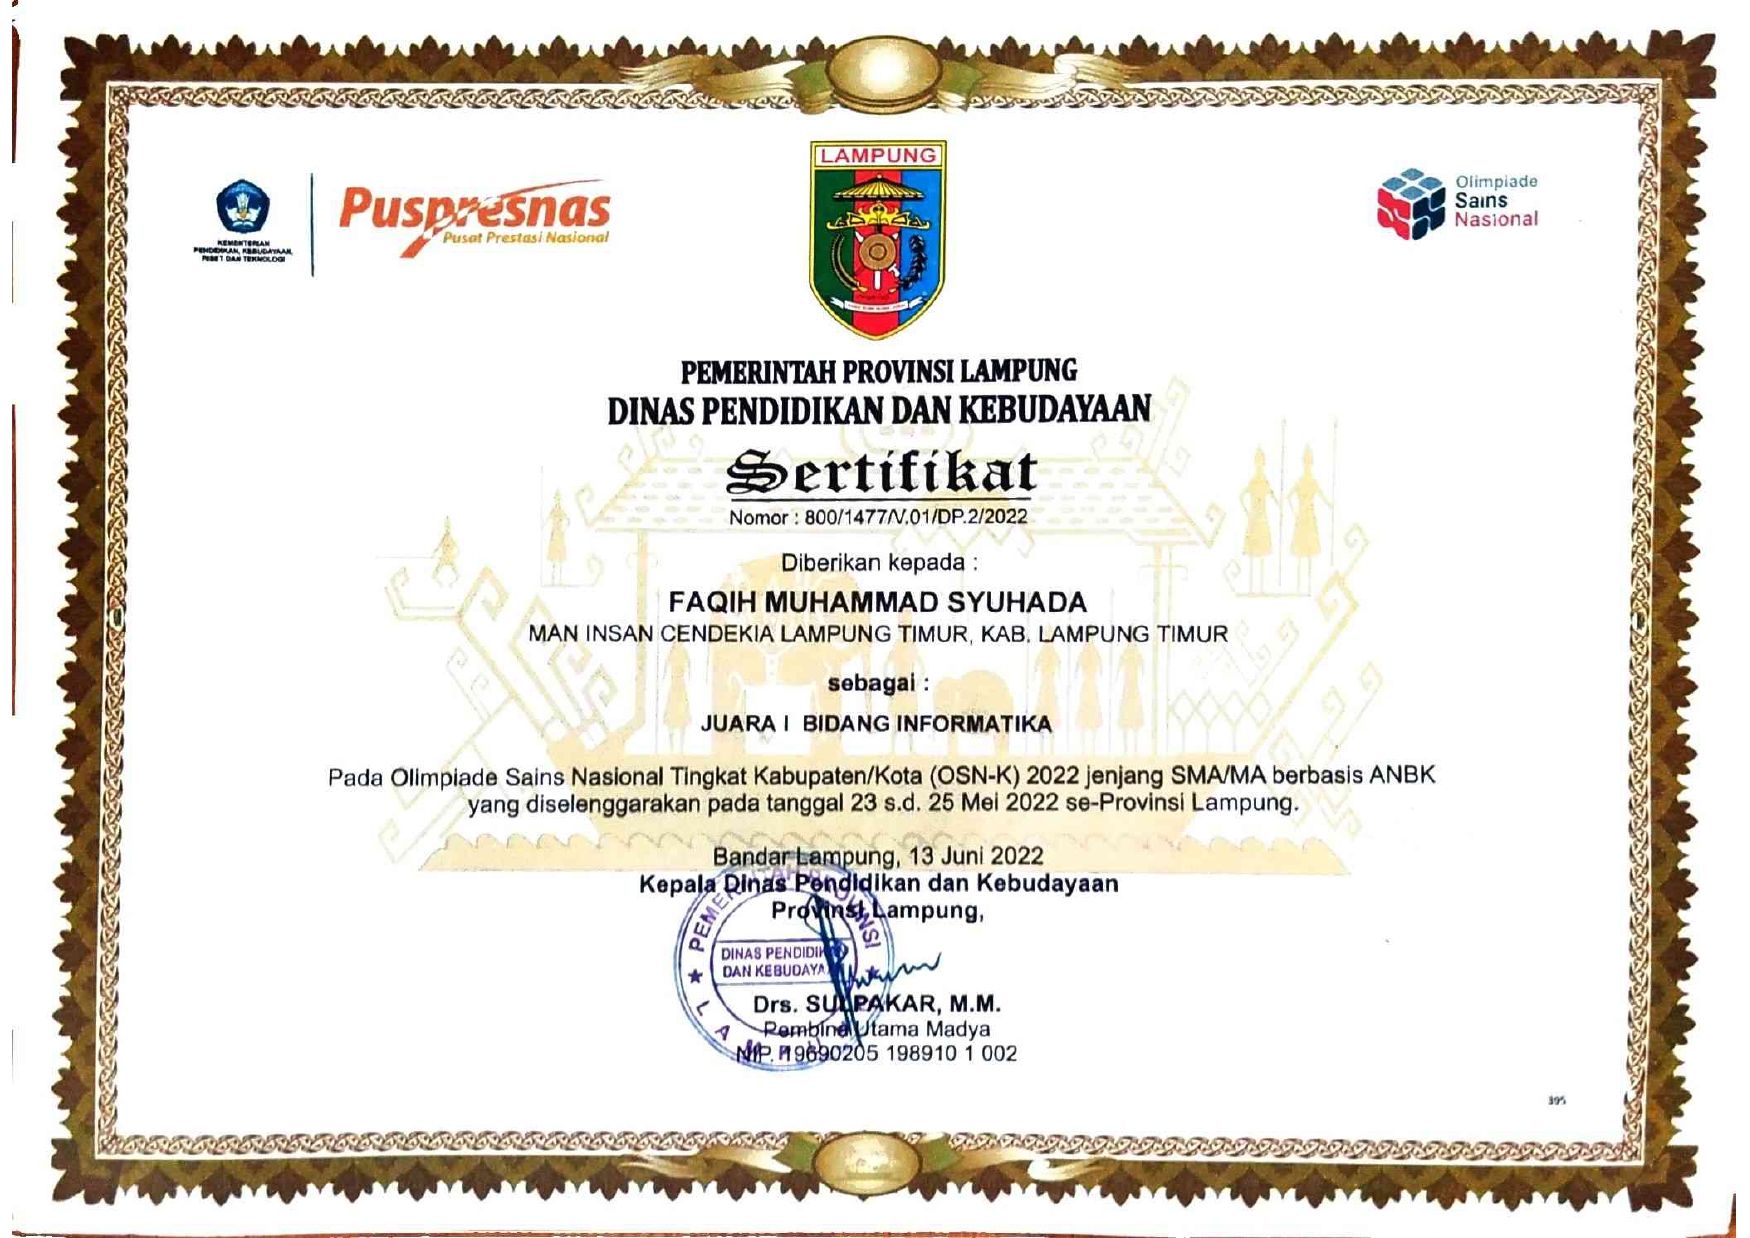 KEMENTERIAN
PENDIDIKAN, KEBUDAYAAN,
RISET DAN TEKNOLOGI
Puspresnas
Pusat Prestasi Nasional
LAMPUNG
Olimpiade
Sains
Nasional
PEMERINTAH PROVINSI LAMPUNG
DINAS PENDIDIKAN DAN KEBUDAYAAN
Sertifikat
Nomor : 800/1477/V.01/DP.2/2022
Diberikan kepada :
FAQIH MUHAMMAD SYUHADA
MAN INSAN CENDEKIA LAMPUNG TIMUR, KAB. LAMPUNG TIMUR
sebagai :
JUARA I BIDANG INFORMATIKA
Pada Olimpiade Sains Nasional Tingkat Kabupaten/Kota (OSN-K) 2022 jenjang SMA/MA berbasis ANBK
yang diselenggarakan pada tanggal 23 s.d. 25 Mei 2022 se-Provinsi Lampung.
Bandar Lampung, 13 Juni 2022
Kepala Dinas Pendidikan dan Kebudayaan
Provinsi Lampung,
PEMERINTAH PROVINSI
DINAS PENDIDIK
DAN KEBUDAYA
LAMPUNG
Drs. SULPAKAR, M.M.
Pembina Utama Madya
NIP. 19690205 198910 1 002
395